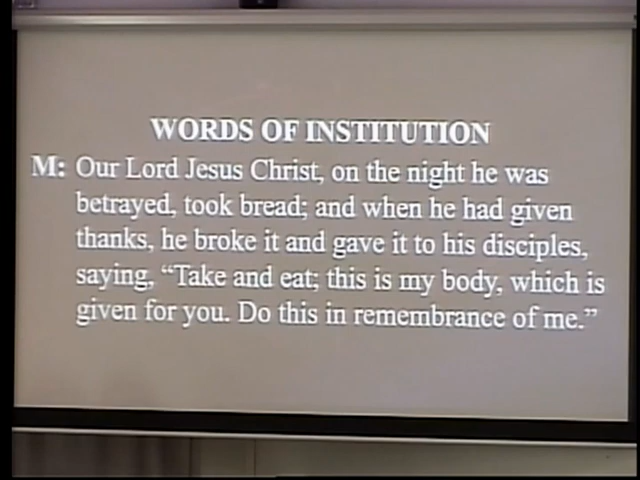 WORDS OF INSTITUTION
M: Our Lord Jesus Christ, on the night he was
betrayed, took bread; and when he had given
thanks, he broke it and gave it to his disciples,
saying, “Take and eat; this is my body, which is
given for you. Do this in remembrance of me.”